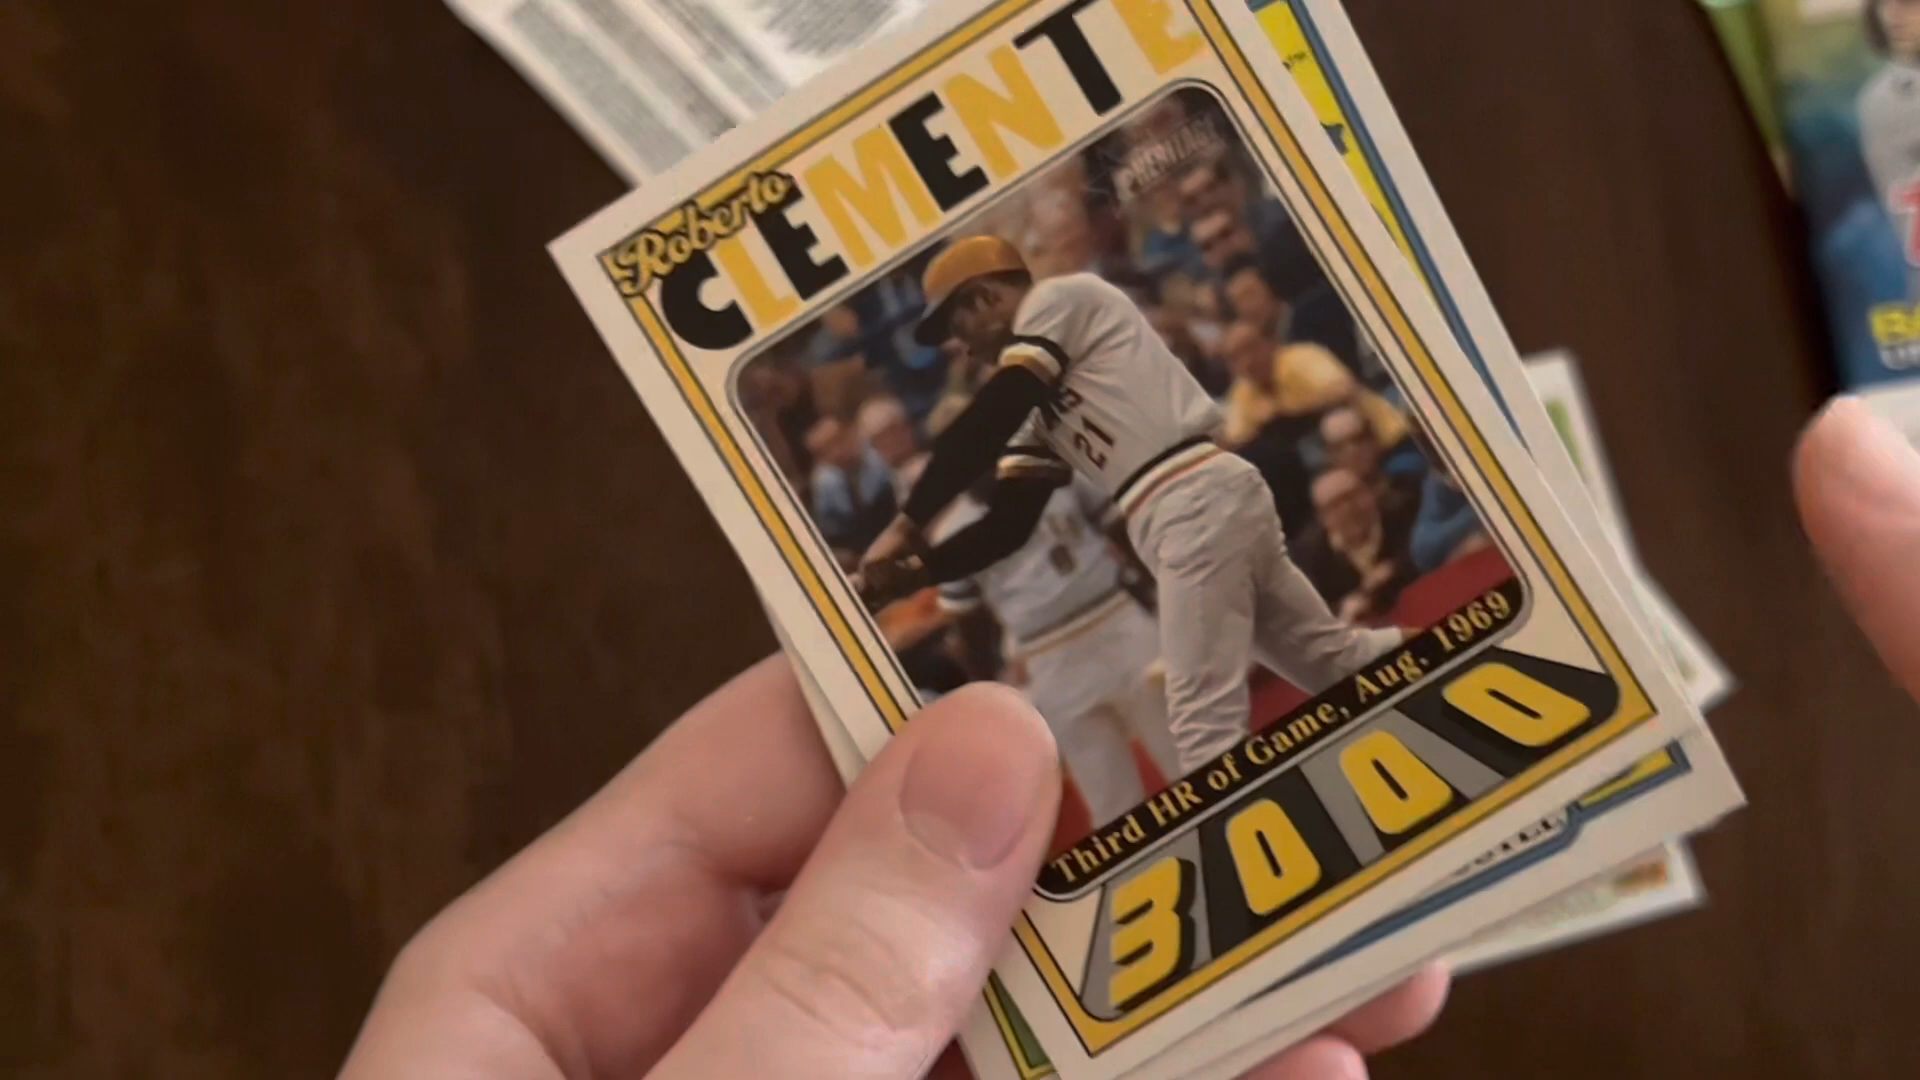 Roberto
CLEMENTE
HERITAGE
21
Third HR of Game, Aug. 1969
3000